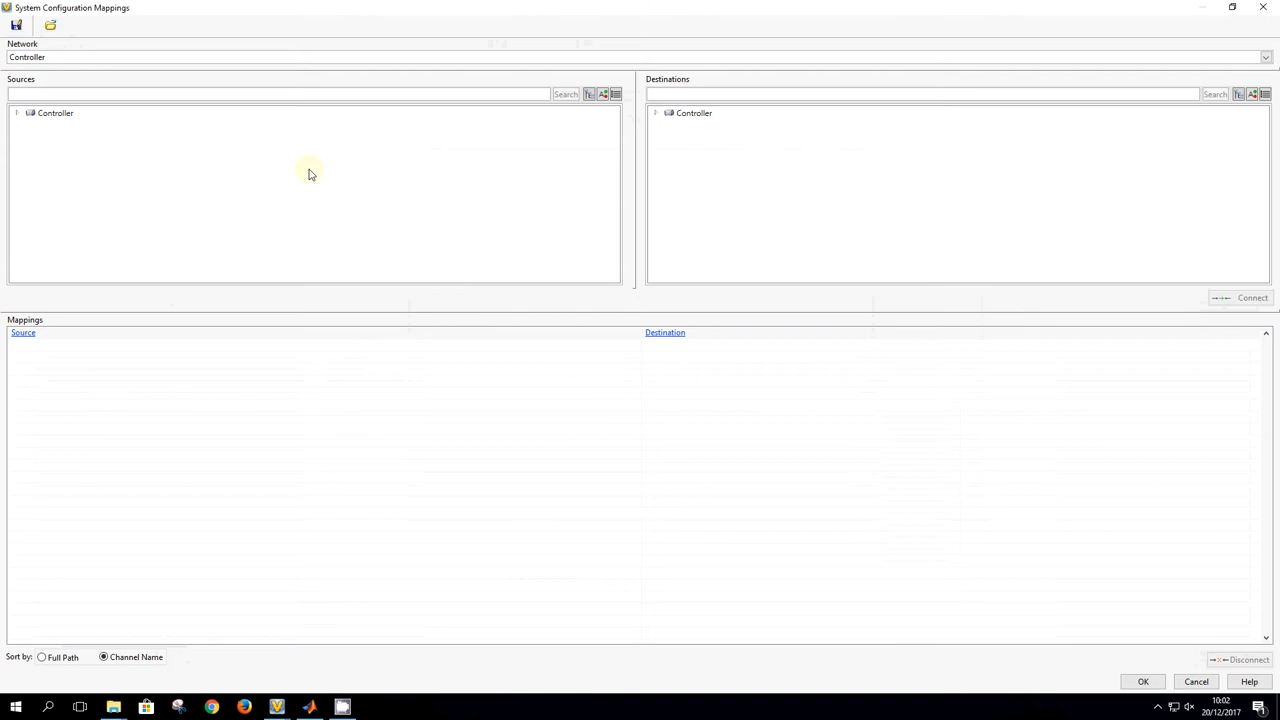 System Configuration Mappings
Network
Controller
Sources
Destinations
Search
Search
Controller
Controller
Connect
Mappings
Source
Destination
Sort by: Full Path Channel Name
Disconnect
OK
Cancel
Help
10:02
20/12/2017
1